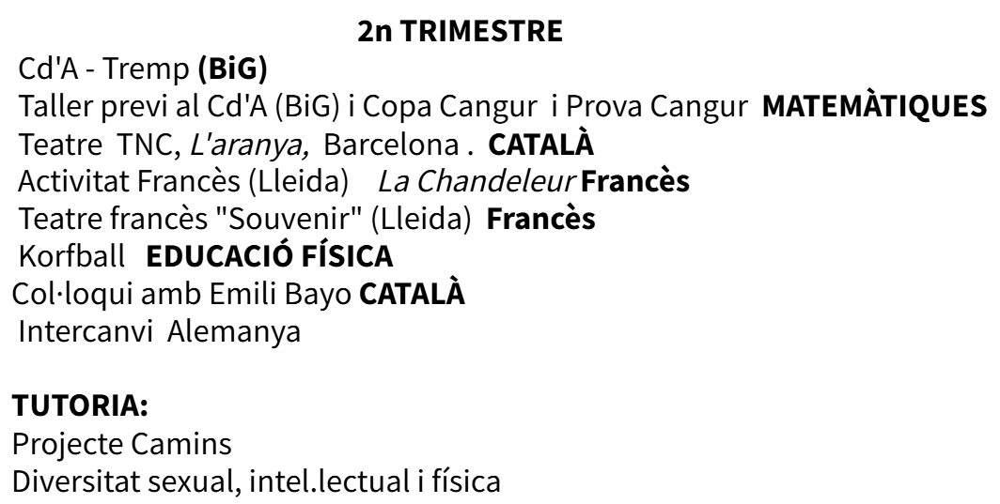 2n TRIMESTRE
Cd'A - Tremp (BiG)
Taller previ al Cd'A (BiG) i Copa Cangur i Prova Cangur MATEMÀTIQUES
Teatre TNC, L'aranya, Barcelona . CATALÀ
Activitat Francès (Lleida) La Chandeleur Francès
Teatre francès "Souvenir" (Lleida) Francès
Korfball EDUCACIÓ FÍSICA
Col·loqui amb Emili Bayo CATALÀ
Intercanvi Alemanya
TUTORIA:
Projecte Camins
Diversitat sexual, intel.lectual i física